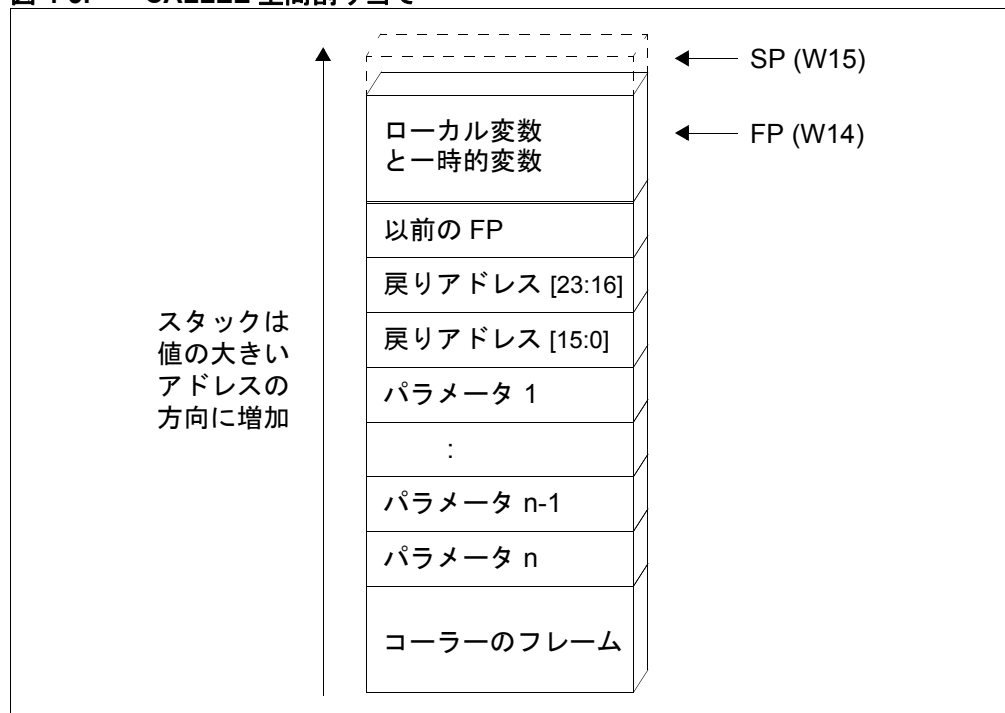 SP (W15)
FP (W14)
ローカル変数
と一時的変数
以前の FP
戻りアドレス [23:16]
戻りアドレス [15:0]
パラメータ 1
:
パラメータ n-1
パラメータ n
コーラーのフレーム
スタックは
値の大きい
アドレスの
方向に増加